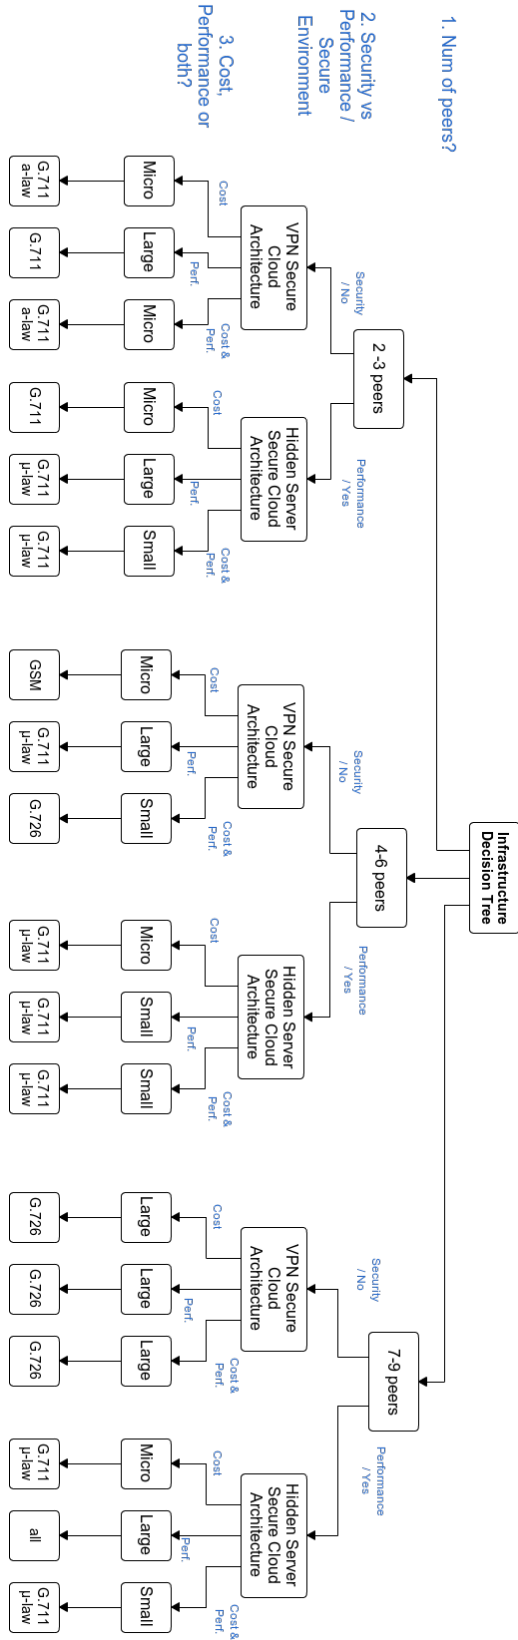 Infrastructure
Decision Tree
1. Num of peers?
2 -3 peers
4-6 peers
7-9 peers
2. Security vs
Performance /
Secure
Environment
Security
/ No
Performance
/ Yes
Security
/ No
Performance
/ Yes
Security
/ No
Performance
/ Yes
VPN Secure
Cloud
Architecture
Hidden Server
Secure Cloud
Architecture
VPN Secure
Cloud
Architecture
Hidden Server
Secure Cloud
Architecture
VPN Secure
Cloud
Architecture
Hidden Server
Secure Cloud
Architecture
3. Cost,
Performance or
both?
Cost
Perf.
Cost &
Perf.
Cost
Perf.
Cost &
Perf.
Cost
Perf.
Cost &
Perf.
Cost
Perf.
Cost &
Perf.
Cost
Perf.
Cost &
Perf.
Cost
Perf.
Cost &
Perf.
Micro
Large
Micro
Micro
Large
Small
Micro
Large
Small
Micro
Small
Small
Large
Large
Large
Micro
Large
Small
G.711
a-law
G.711
G.711
a-law
G.711
G.711
μ-law
G.711
μ-law
GSM
G.711
μ-law
G.726
G.711
μ-law
G.711
μ-law
G.711
μ-law
G.726
G.726
G.726
G.711
μ-law
all
G.711
μ-law